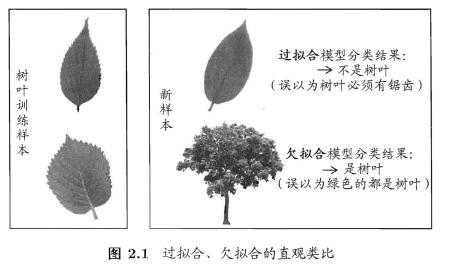 树叶训练样本
新样本
过拟合模型分类结果:
→ 不是树叶
(误以为树叶必须有锯齿)
欠拟合模型分类结果:
→ 是树叶
(误以为绿色的都是树叶)
图 2.1 过拟合、欠拟合的直观类比